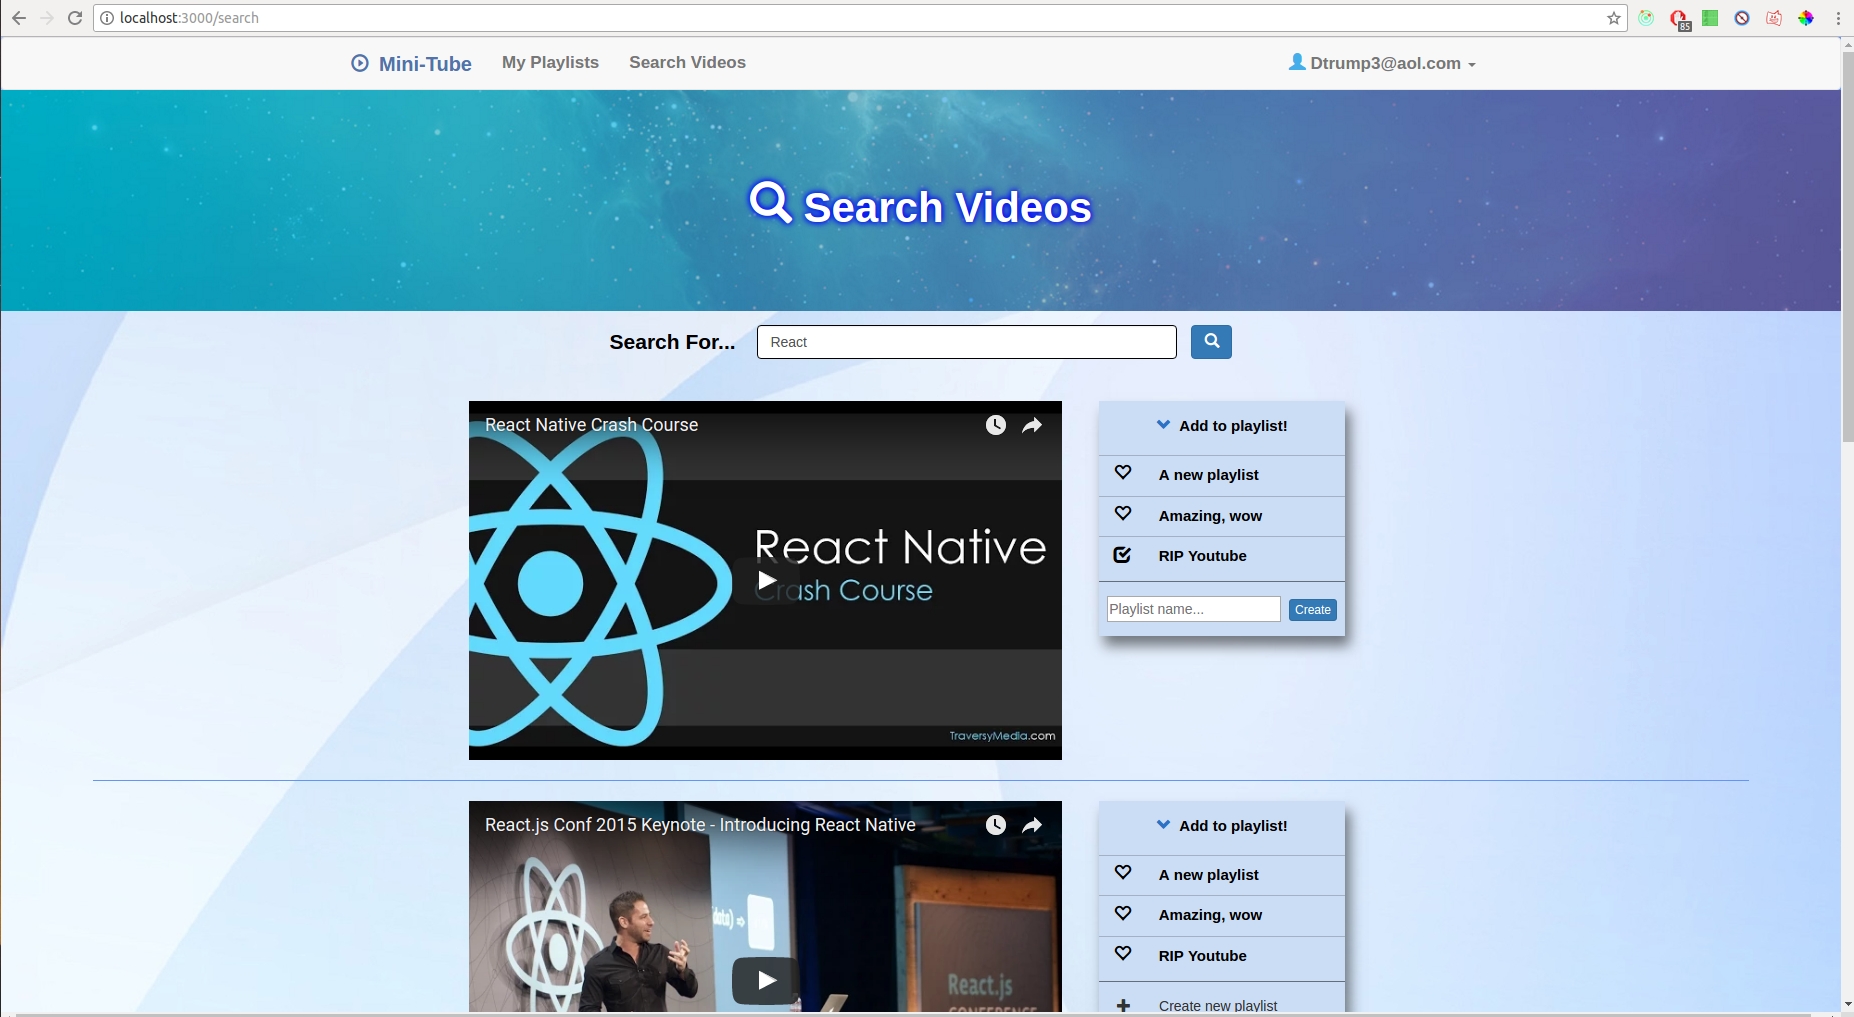 localhost:3000/search
85
Mini-Tube My Playlists Search Videos Dtrump3@aol.com
Search Videos
Search For... React
React Native Crash Course
React Native
Crash Course
TraversyMedia.com
Add to playlist!
A new playlist
Amazing, wow
RIP Youtube
Playlist name... Create
React.js Conf 2015 Keynote - Introducing React Native
data) =>
React.js
CONFERENCE
Add to playlist!
A new playlist
Amazing, wow
RIP Youtube
Create new playlist